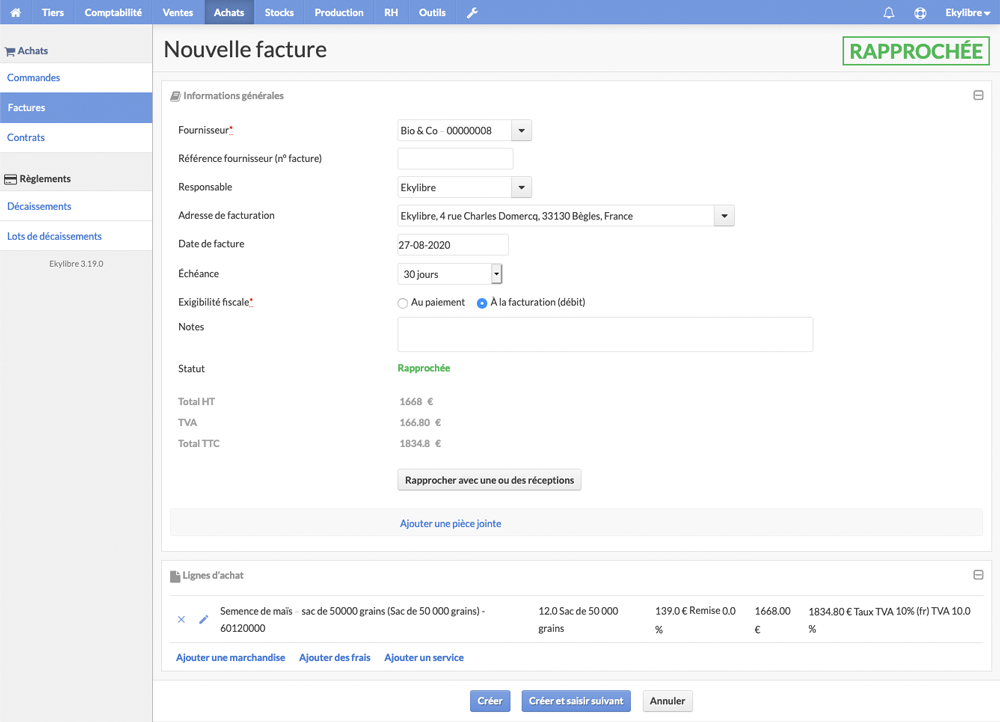 Tiers Comptabilité Ventes Achats Stocks Production RH Outils Ekylibre
Achats
Commandes
Factures
Contrats
Règlements
Décaissements
Lots de décaissements
Ekylibre 3.19.0
Nouvelle facture
RAPPROCHÉE
Informations générales
Fournisseur* Bio & Co - 00000008
Référence fournisseur (n° facture)
Responsable Ekylibre
Adresse de facturation Ekylibre, 4 rue Charles Domercq, 33130 Bègles, France
Date de facture 27-08-2020
Échéance 30 jours
Exigibilité fiscale* Au paiement À la facturation (débit)
Notes
Statut Rapprochée
Total HT 1668 €
TVA 166.80 €
Total TTC 1834.8 €
Rapprocher avec une ou des réceptions
Ajouter une pièce jointe
Lignes d'achat
Semence de maïs - sac de 50000 grains (Sac de 50 000 grains) - 12.0 Sac de 50 000 139.0 € Remise 0.0 1668.00 1834.80 € Taux TVA 10% (fr) TVA 10.0
60120000 grains % € %
Ajouter une marchandise Ajouter des frais Ajouter un service
Créer Créer et saisir suivant Annuler